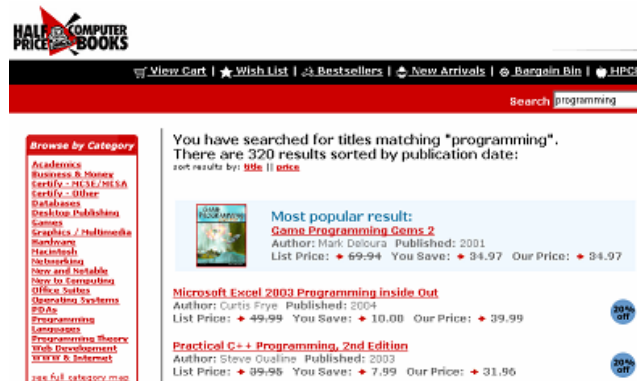 HALF COMPUTER
PRICE BOOKS
View Cart | Wish List | Bestsellers | New Arrivals | Bargain Bin | HPC
Search programming
Browse by Category
Academics
Business & Money
Certify - MCSE/MCSA
Certify - Other
Databases
Desktop Publishing
Games
Graphics / Multimedia
Hardware
Macintosh
Networking
New and Notable
New to Computing
Office Suites
Operating Systems
PDAs
Programming
Languages
Programming Theory
Web Development
WWW & Internet
see full category map
You have searched for titles matching "programming".
There are 320 results sorted by publication date:
sort results by: title || price
Most popular result:
Game Programming Gems 2
Author: Mark Deloura Published: 2001
List Price: 69.94 You Save: 34.97 Our Price: 34.97
Microsoft Excel 2003 Programming inside Out
Author: Curtis Frye Published: 2004
List Price: 49.99 You Save: 10.00 Our Price: 39.99
20%
off
Practical C++ Programming, 2nd Edition
Author: Steve Oualine Published: 2003
List Price: 39.95 You Save: 7.99 Our Price: 31.96
20%
off